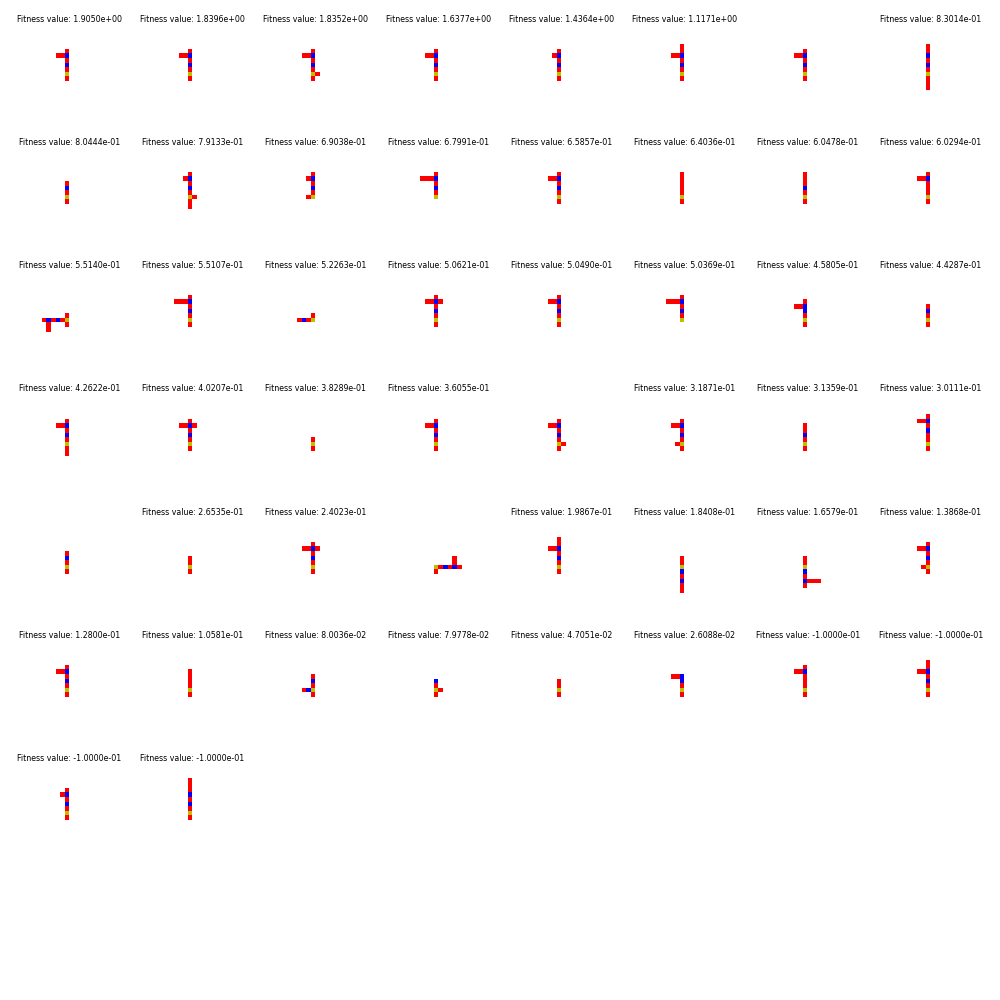 Fitness value: 1.9050e+00
Fitness value: 1.8396e+00
Fitness value: 1.8352e+00
Fitness value: 1.6377e+00
Fitness value: 1.4364e+00
Fitness value: 1.1171e+00
Fitness value: 8.3014e-01
Fitness value: 8.0444e-01
Fitness value: 7.9133e-01
Fitness value: 6.9038e-01
Fitness value: 6.7991e-01
Fitness value: 6.5857e-01
Fitness value: 6.4036e-01
Fitness value: 6.0478e-01
Fitness value: 6.0294e-01
Fitness value: 5.5140e-01
Fitness value: 5.5107e-01
Fitness value: 5.2263e-01
Fitness value: 5.0621e-01
Fitness value: 5.0490e-01
Fitness value: 5.0369e-01
Fitness value: 4.5805e-01
Fitness value: 4.4287e-01
Fitness value: 4.2622e-01
Fitness value: 4.0207e-01
Fitness value: 3.8289e-01
Fitness value: 3.6055e-01
Fitness value: 3.1871e-01
Fitness value: 3.1359e-01
Fitness value: 3.0111e-01
Fitness value: 2.6535e-01
Fitness value: 2.4023e-01
Fitness value: 1.9867e-01
Fitness value: 1.8408e-01
Fitness value: 1.6579e-01
Fitness value: 1.3868e-01
Fitness value: 1.2800e-01
Fitness value: 1.0581e-01
Fitness value: 8.0036e-02
Fitness value: 7.9778e-02
Fitness value: 4.7051e-02
Fitness value: 2.6088e-02
Fitness value: -1.0000e-01
Fitness value: -1.0000e-01
Fitness value: -1.0000e-01
Fitness value: -1.0000e-01